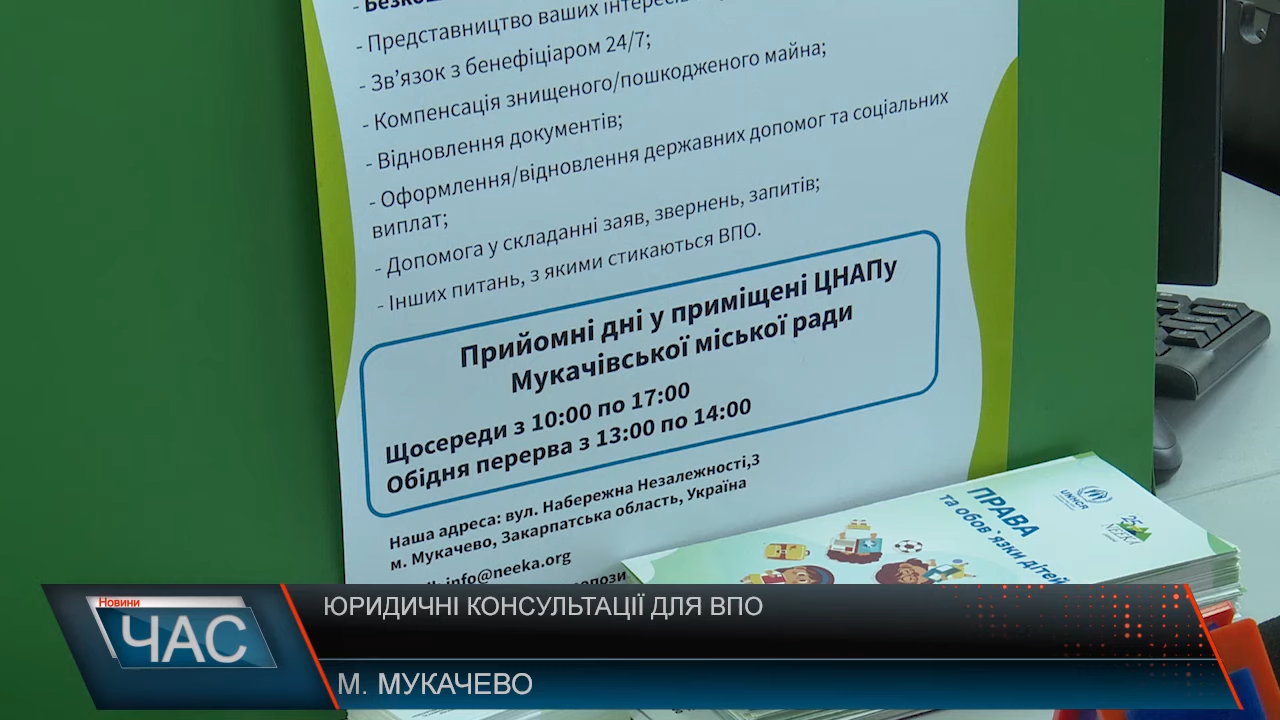 - Представництво ваших інтересів
- Зв’язок з бенефіціаром 24/7;
- Компенсація знищеного/пошкодженого майна;
- Відновлення документів;
- Оформлення/відновлення державних допомог та соціальних
виплат;
- Допомога у складанні заяв, звернень, запитів;
- Інших питань, з якими стикаються ВПО.
Прийомні дні у приміщені ЦНАПу
Мукачівської міської ради
Щосереди з 10:00 по 17:00
Обідня перерва з 13:00 по 14:00
Наша адреса: вул. Набережна Незалежності,3
м. Мукачево, Закарпатська область, Україна
info@neeka.org
ПРАВА
та обов`язки дітей
UNHCR
25
NEEKA
Новини
ЧАС
ЮРИДИЧНІ КОНСУЛЬТАЦІЇ ДЛЯ ВПО
М. МУКАЧЕВО